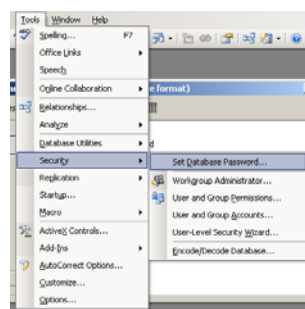 Tools Window Help
Spelling... F7
Office Links
Speech
Online Collaboration
e format)
Relationships...
Analyze
Database Utilities
Security
Set Database Password...
Replication
Workgroup Administrator...
Startup...
User and Group Permissions...
Macro
User and Group Accounts...
ActiveX Controls...
User-Level Security Wizard...
Add-Ins
Encode/Decode Database...
AutoCorrect Options...
Customize...
Options...